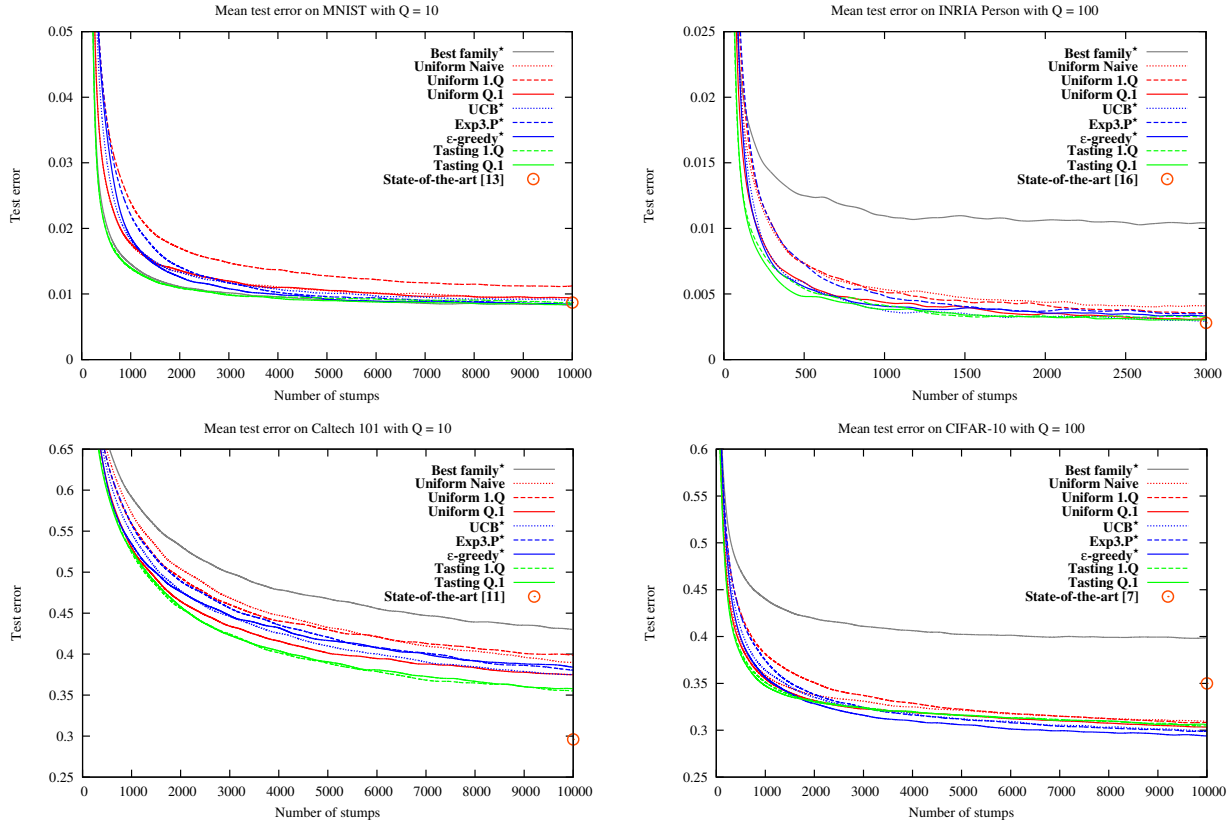 Mean test error on MNIST with Q = 10
0.05
0.04
0.03
0.02
0.01
0
Test error
Best family★
Uniform Naive
Uniform 1.Q
Uniform Q.1
UCB★
Exp3.P★
ε-greedy★
Tasting 1.Q
Tasting Q.1
State-of-the-art [13]
0 1000 2000 3000 4000 5000 6000 7000 8000 9000 10000
Number of stumps
Mean test error on INRIA Person with Q = 100
0.025
0.02
0.015
0.01
0.005
0
Test error
Best family★
Uniform Naive
Uniform 1.Q
Uniform Q.1
UCB★
Exp3.P★
ε-greedy★
Tasting 1.Q
Tasting Q.1
State-of-the-art [16]
0 500 1000 1500 2000 2500 3000
Number of stumps
Mean test error on Caltech 101 with Q = 10
0.65
0.6
0.55
0.5
0.45
0.4
0.35
0.3
0.25
Test error
Best family★
Uniform Naive
Uniform 1.Q
Uniform Q.1
UCB★
Exp3.P★
ε-greedy★
Tasting 1.Q
Tasting Q.1
State-of-the-art [11]
0 1000 2000 3000 4000 5000 6000 7000 8000 9000 10000
Number of stumps
Mean test error on CIFAR-10 with Q = 100
0.6
0.55
0.5
0.45
0.4
0.35
0.3
0.25
Test error
Best family★
Uniform Naive
Uniform 1.Q
Uniform Q.1
UCB★
Exp3.P★
ε-greedy★
Tasting 1.Q
Tasting Q.1
State-of-the-art [7]
0 1000 2000 3000 4000 5000 6000 7000 8000 9000 10000
Number of stumps